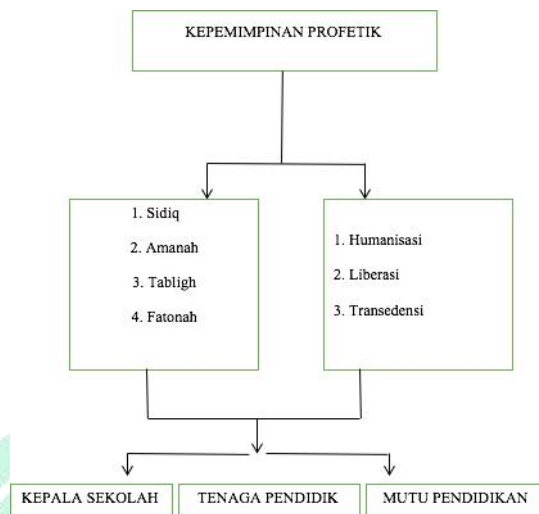 KEPEMIMPINAN PROFETIK
1. Sidiq
2. Amanah
3. Tabligh
4. Fatonah
1. Humanisasi
2. Liberasi
3. Transedensi
KEPALA SEKOLAH
TENAGA PENDIDIK
MUTU PENDIDIKAN